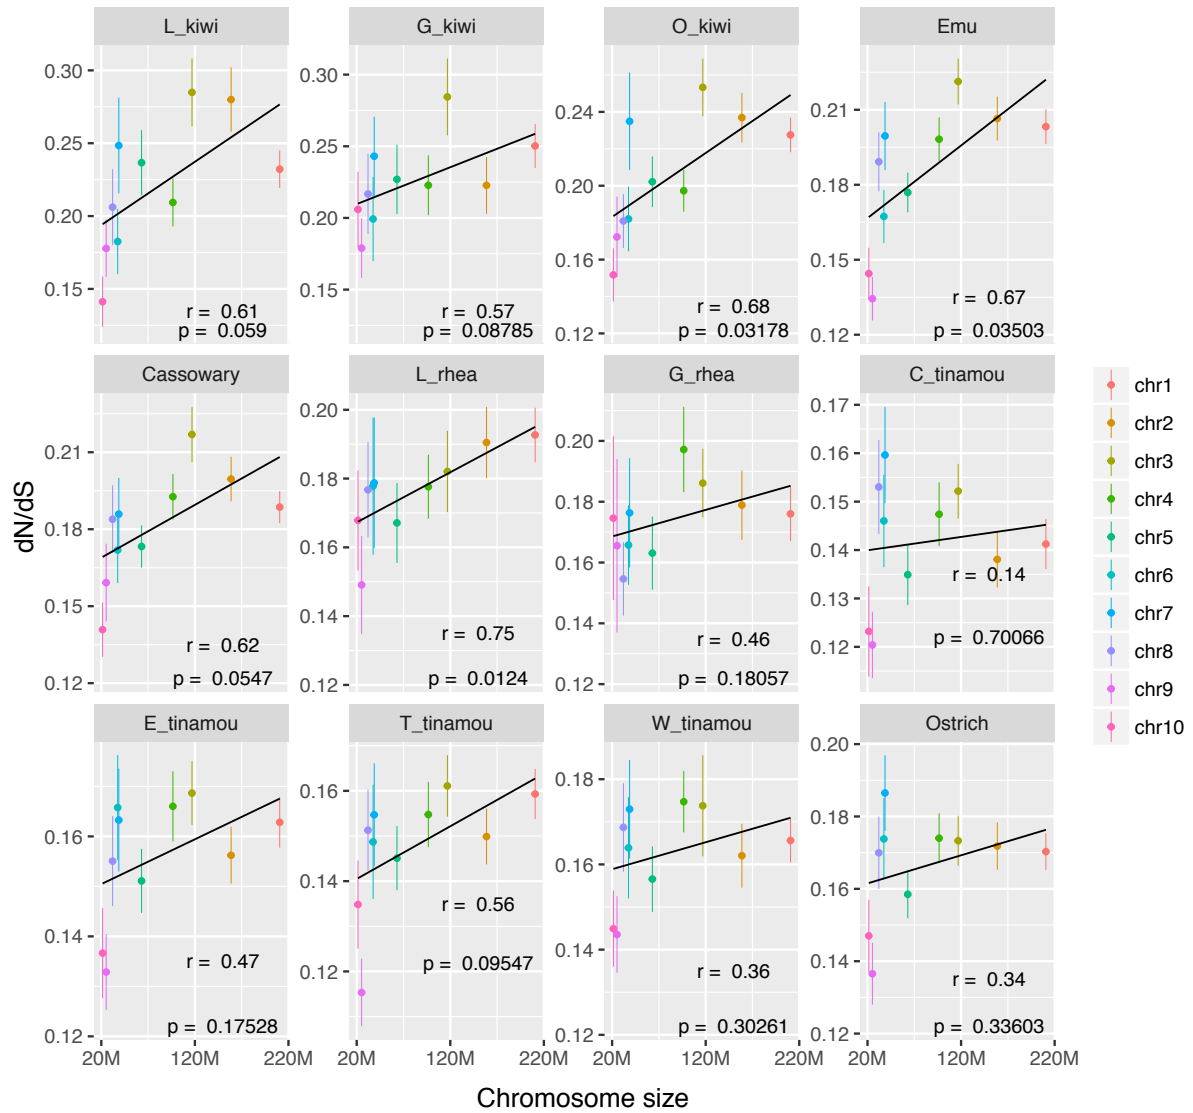 L_kiwi
G_kiwi
O_kiwi
Emu
0.30
0.25
0.20
0.15
r = 0.61
p = 0.059
0.30
0.25
0.20
0.15
r = 0.57
p = 0.08785
0.24
0.20
0.16
0.12
r = 0.68
p = 0.03178
0.21
0.18
0.15
0.12
r = 0.67
p = 0.03503
Cassowary
L_rhea
G_rhea
C_tinamou
0.21
0.18
0.15
0.12
r = 0.62
p = 0.0547
0.20
0.18
0.16
0.14
0.12
r = 0.75
p = 0.0124
0.20
0.18
0.16
0.14
0.12
r = 0.46
p = 0.18057
0.17
0.16
0.15
0.14
0.13
0.12
r = 0.14
p = 0.70066
E_tinamou
T_tinamou
W_tinamou
Ostrich
0.16
0.14
0.12
r = 0.47
p = 0.17528
0.16
0.14
0.12
r = 0.56
p = 0.09547
0.18
0.16
0.14
0.12
r = 0.36
p = 0.30261
0.20
0.18
0.16
0.14
0.12
r = 0.34
p = 0.33603
20M 120M 220M
20M 120M 220M
20M 120M 220M
20M 120M 220M
Chromosome size
dN/dS
chr1
chr2
chr3
chr4
chr5
chr6
chr7
chr8
chr9
chr10